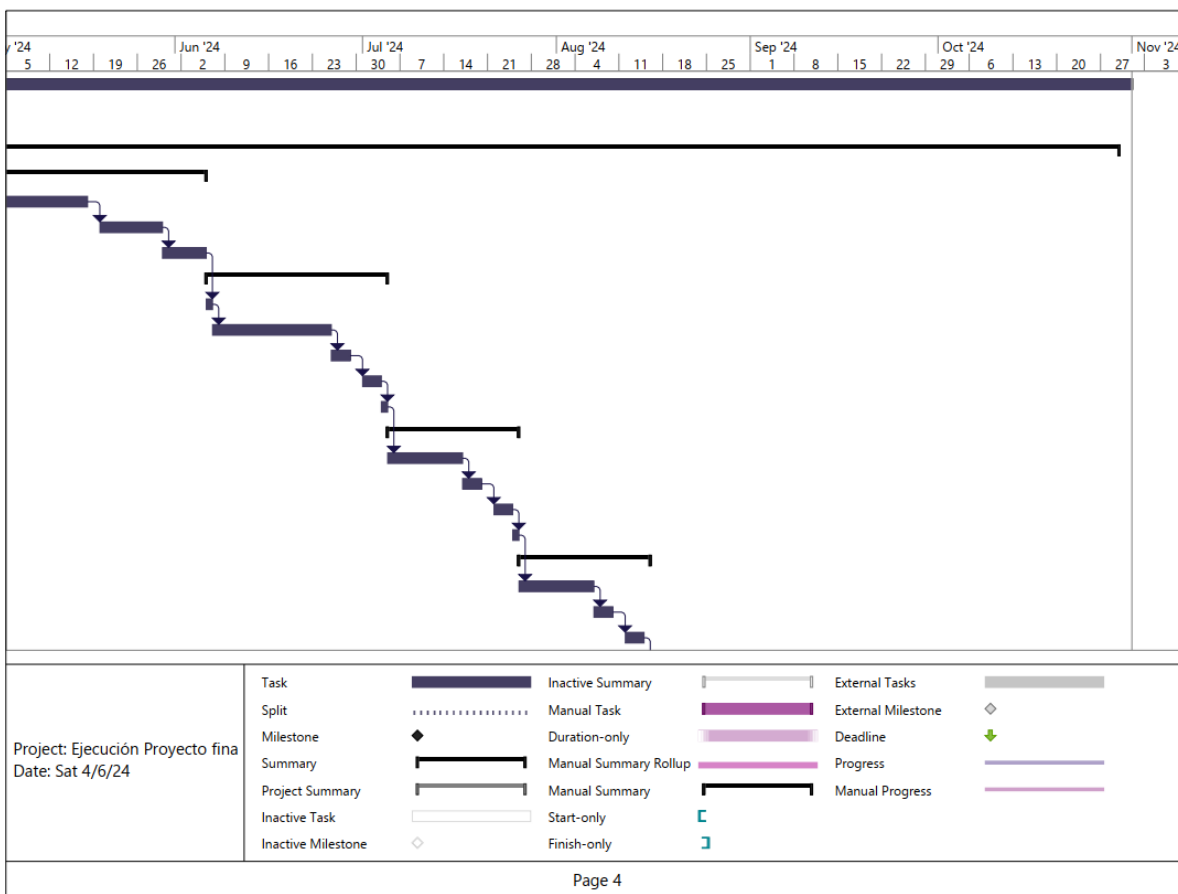 y '24 Jun '24 Jul '24 Aug '24 Sep '24 Oct '24 Nov '24
5 12 19 26 2 9 16 23 30 7 14 21 28 4 11 18 25 1 8 15 22 29 6 13 20 27 3
Project: Ejecución Proyecto fina
Date: Sat 4/6/24
Task
Split
Milestone
Summary
Project Summary
Inactive Task
Inactive Milestone
Inactive Summary
Manual Task
Duration-only
Manual Summary Rollup
Manual Summary
Start-only
Finish-only
External Tasks
External Milestone
Deadline
Progress
Manual Progress
Page 4